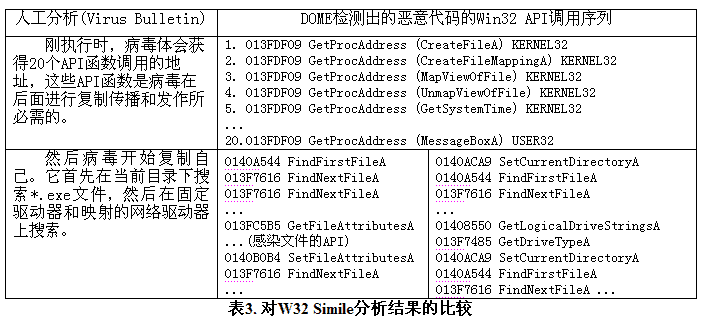 人工分析(Virus Bulletin)
DOME检测出的恶意代码的Win32 API调用序列
刚执行时，病毒体会获
得20个API函数调用的地
址，这些API函数是病毒在
后面进行复制传播和发作所
必需的。
1. 013FDF09 GetProcAddress (CreateFileA) KERNEL32
2. 013FDF09 GetProcAddress (CreateFileMappingA) KERNEL32
3. 013FDF09 GetProcAddress (MapViewOfFile) KERNEL32
4. 013FDF09 GetProcAddress (UnmapViewOfFile) KERNEL32
5. 013FDF09 GetProcAddress (GetSystemTime) KERNEL32
...
20.013FDF09 GetProcAddress (MessageBoxA) USER32
然后病毒开始复制自
己。它首先在当前目录下搜
索*.exe文件，然后在固定
驱动器和映射的网络驱动器
上搜索。
0140A544 FindFirstFileA
013F7616 FindNextFileA
013F7616 FindNextFileA
...
013FC5B5 GetFileAttributesA
...(感染文件的API)
0140B0B4 SetFileAttributesA
013F7616 FindNextFileA
...
0140ACA9 SetCurrentDirectoryA
0140A544 FindFirstFileA
013F7616 FindNextFileA
...
01408550 GetLogicalDriveStringsA
013F7485 GetDriveTypeA
0140ACA9 SetCurrentDirectoryA
0140A544 FindFirstFileA
013F7616 FindNextFileA ...
表3. 对W32 Simile分析结果的比较